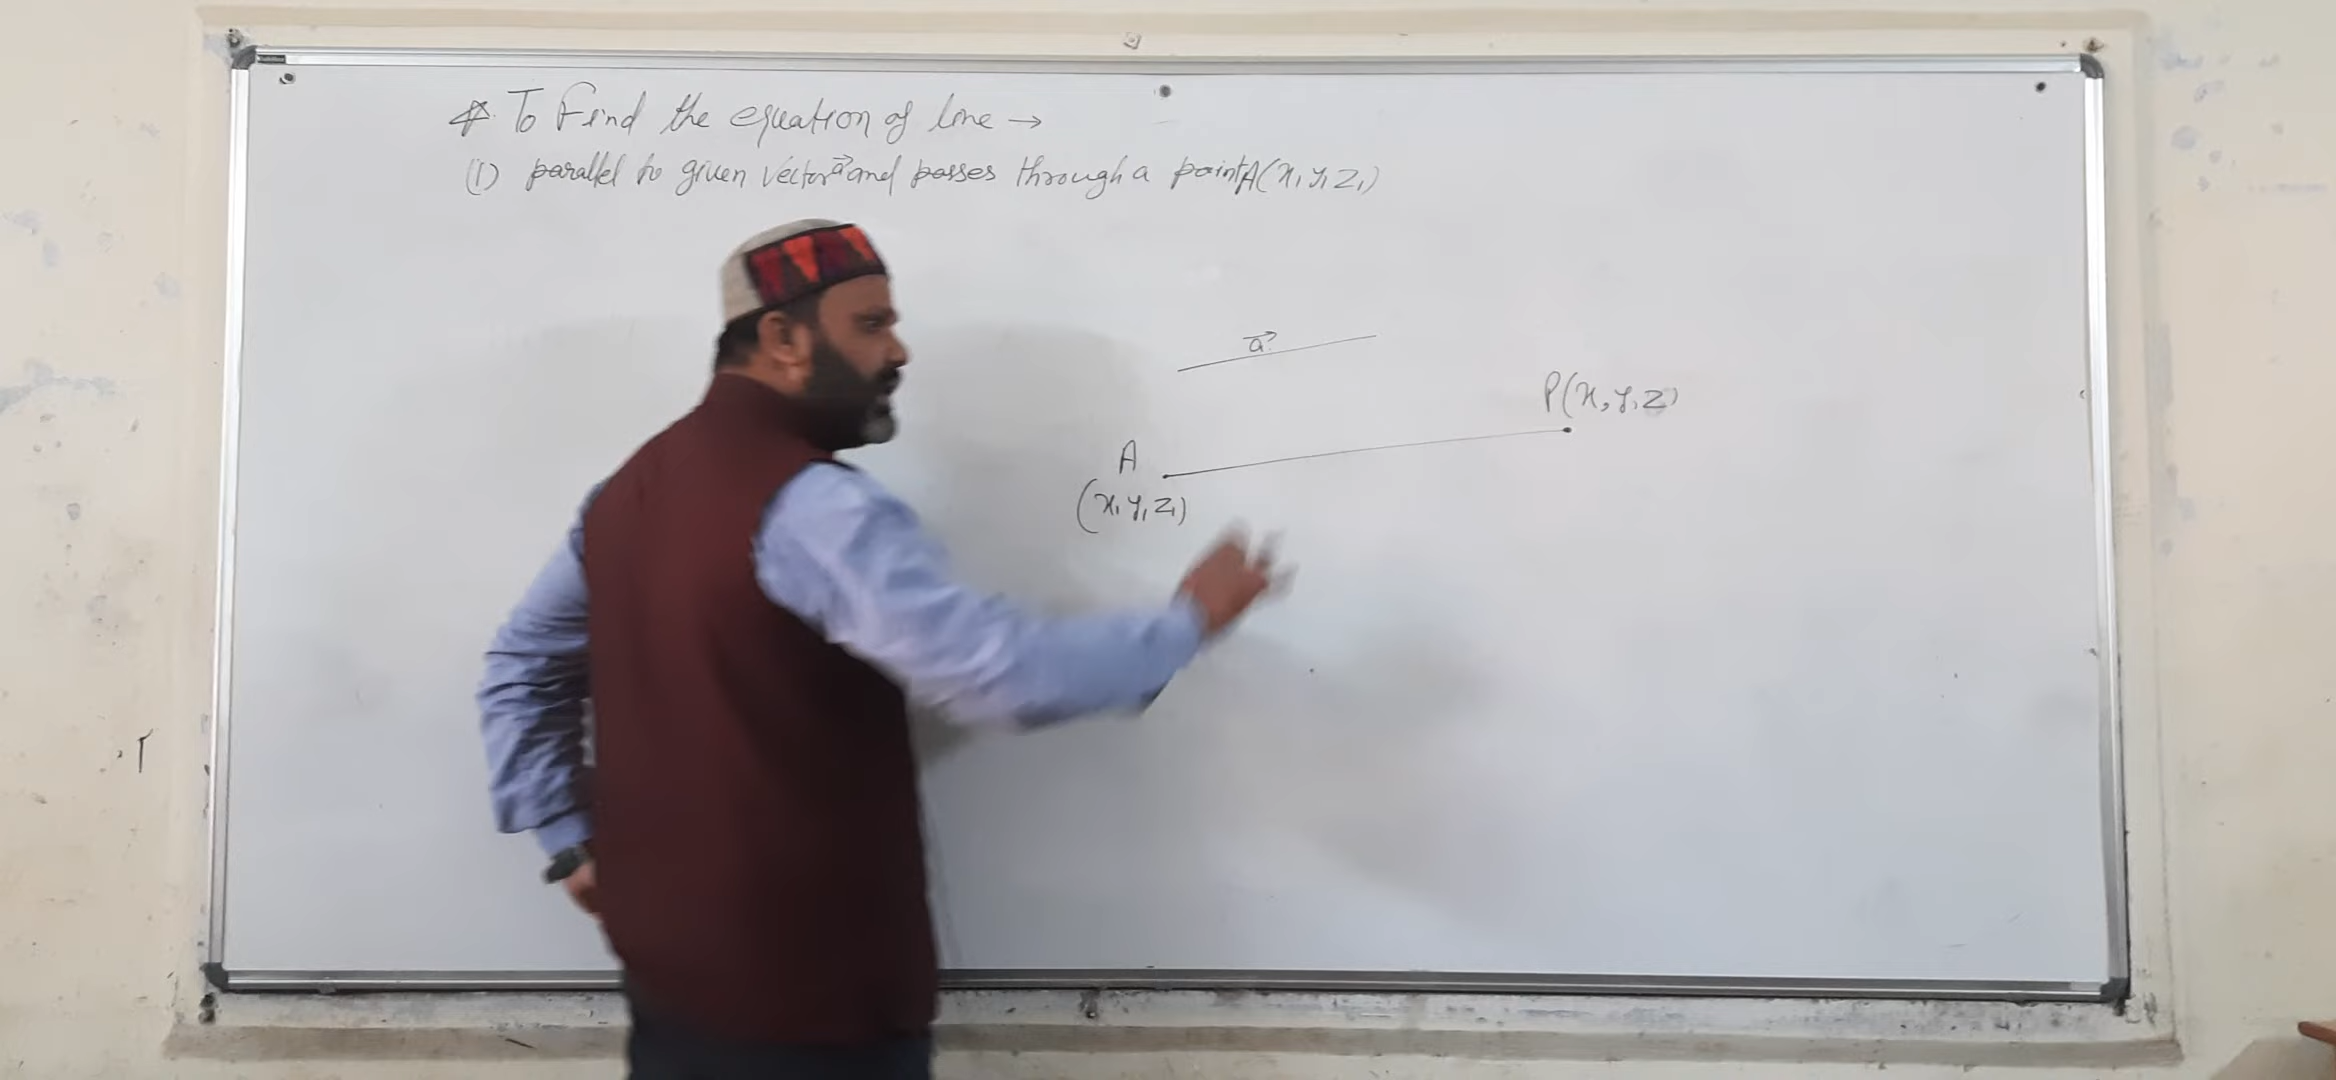 * To Find the equation of line →
(1) parallel to given vector a⃗ and passes through a point A(x₁ y₁ z₁)
a⃗
P(x, y, z)
A
(x₁ y₁ z₁)